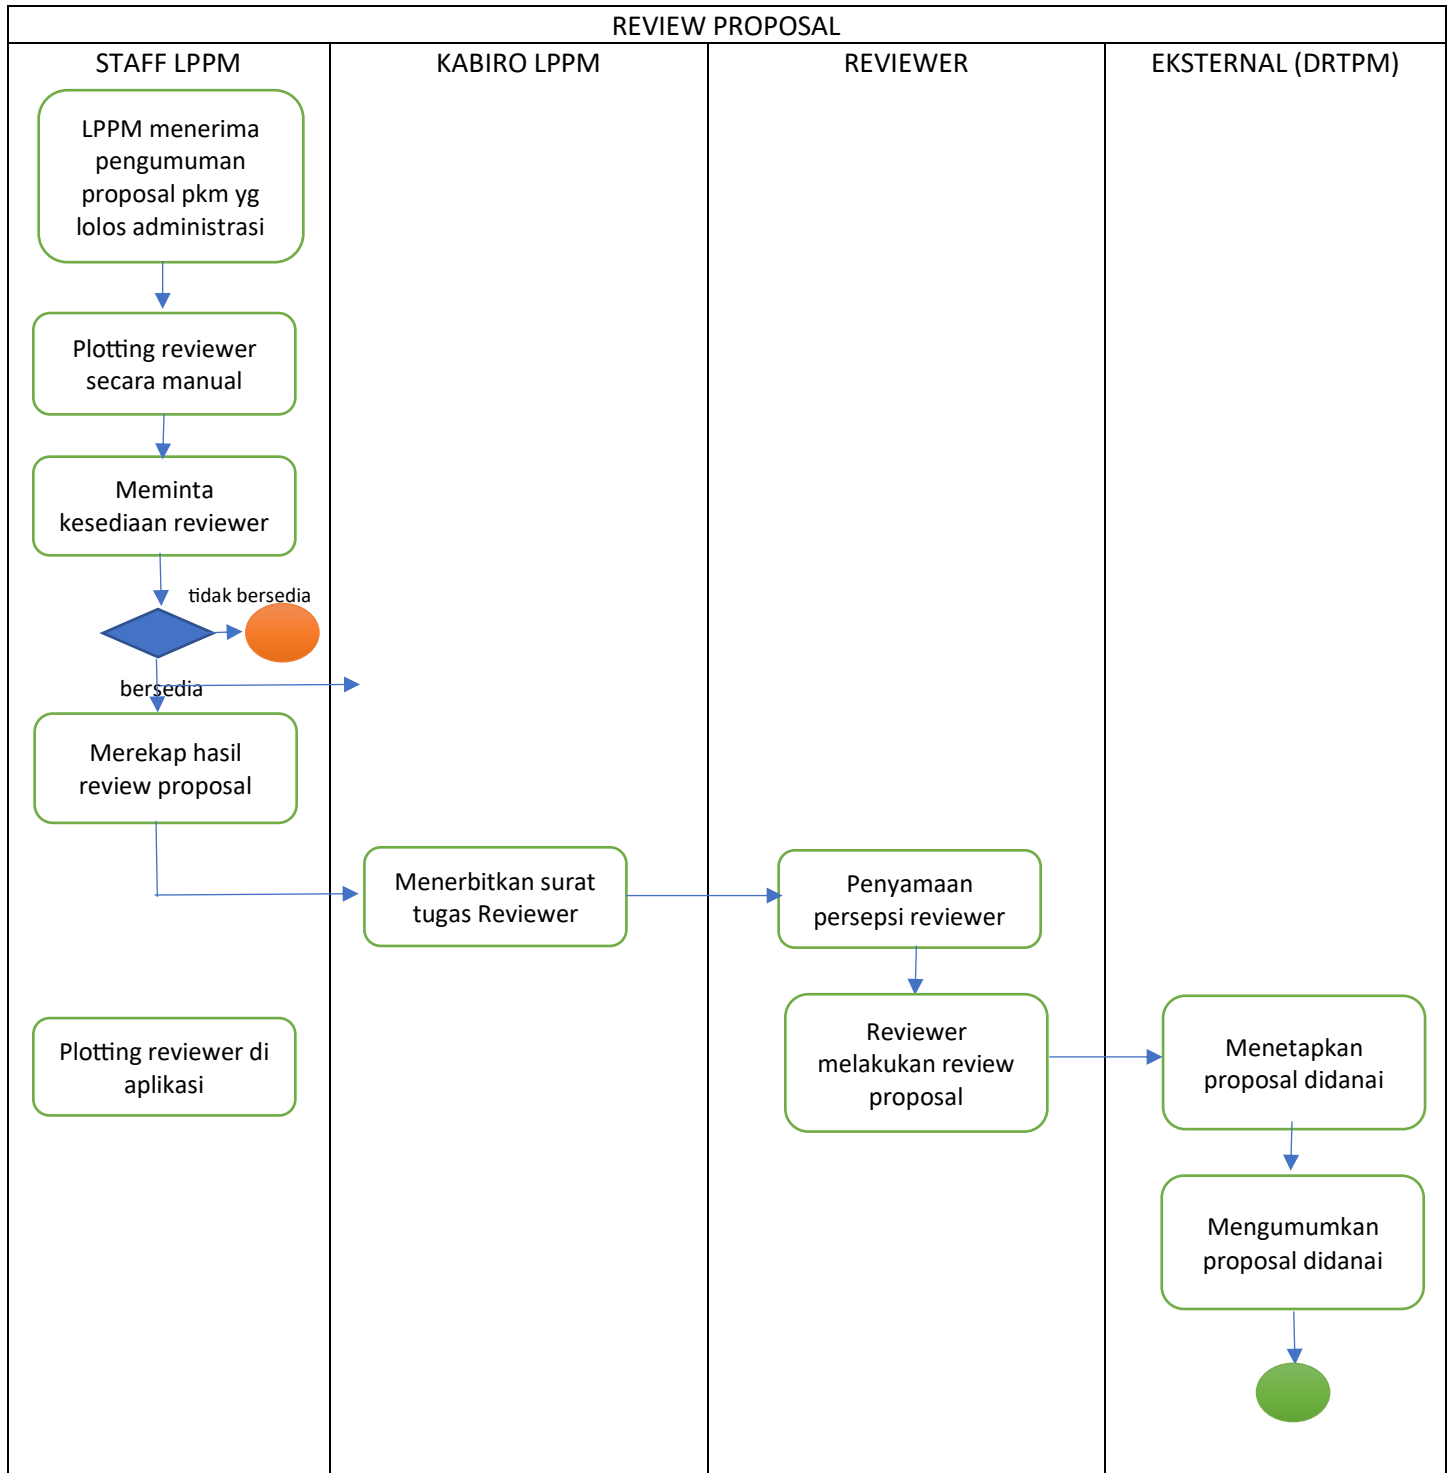 REVIEW PROPOSAL
STAFF LPPM
KABIRO LPPM
REVIEWER
EKSTERNAL (DRTPM)
LPPM menerima
pengumuman
proposal pkm yg
lolos administrasi
Plotting reviewer
secara manual
Meminta
kesediaan reviewer
tidak bersedia
bersedia
Merekap hasil
review proposal
Menerbitkan surat
tugas Reviewer
Penyamaan
persepsi reviewer
Plotting reviewer di
aplikasi
Reviewer
melakukan review
proposal
Menetapkan
proposal didanai
Mengumumkan
proposal didanai